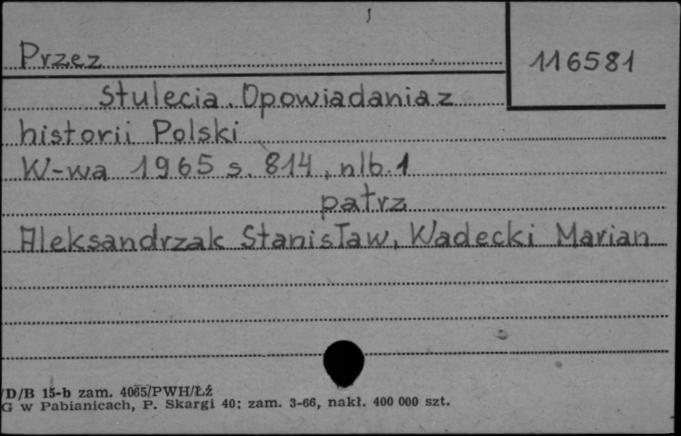 Przez
116581
stulecia. Opowiadania z
historii Polski
W-wa 1965 s. 814, nlb. 1
patrz
Aleksandrzak Stanisław, Wadecki Marian
/D/B 15-b zam. 4065/PWH/Łź
G w Pabianicach, P. Skargi 40; zam. 3-66, nakł. 400 000 szt.